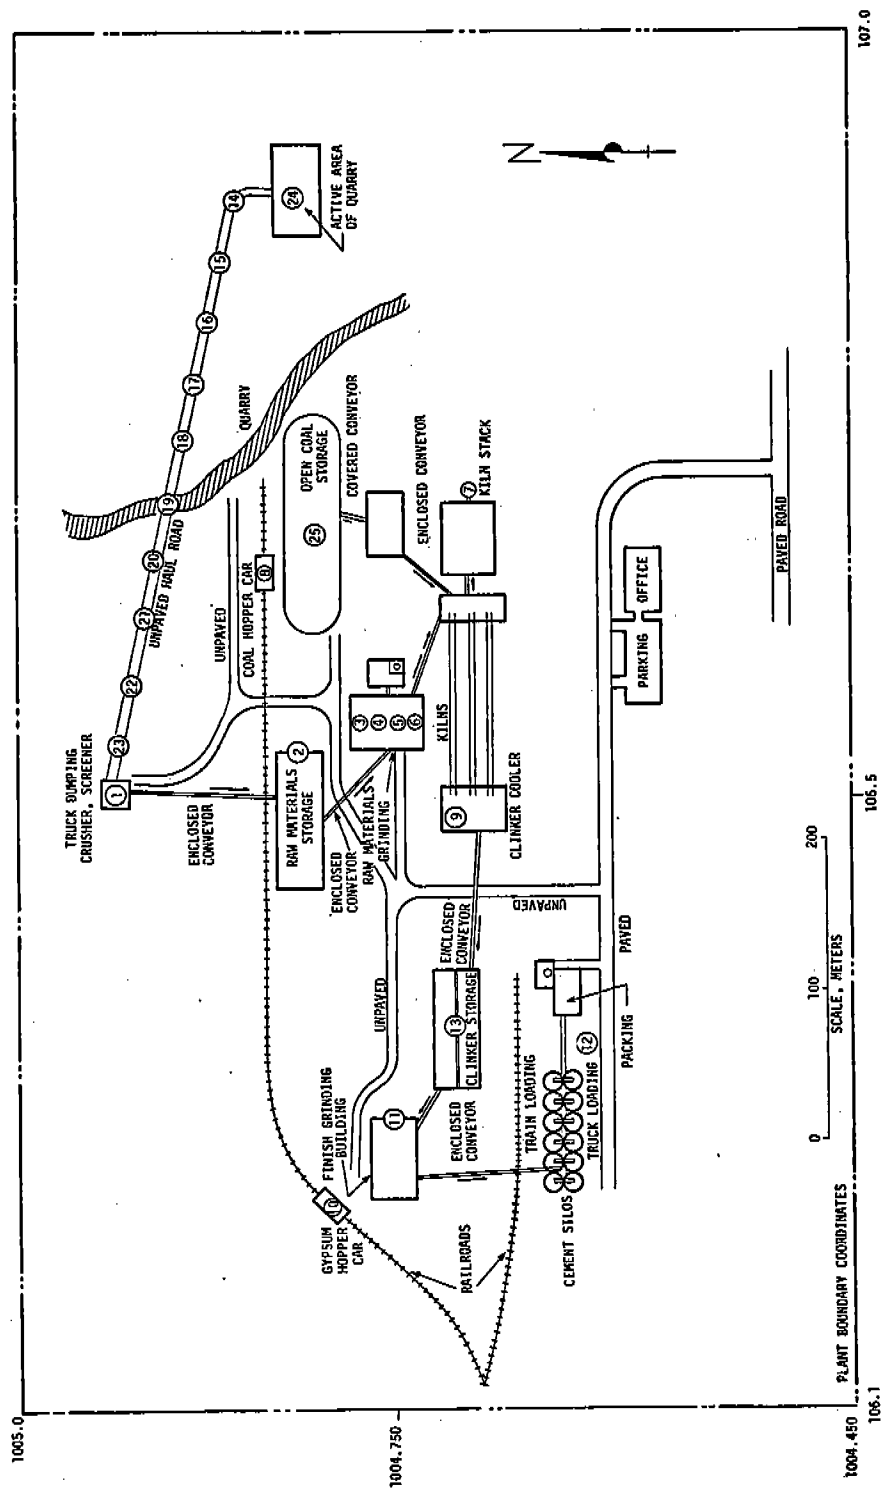 1005.0
1004.750
1004.450
106.1
106.5
107.0
N
TRUCK DUMPING
CRUSHER, SCREENER
1
23
22
21
20
19
18
17
16
15
14
24
ACTIVE AREA
OF QUARRY
UNPAVED HAUL ROAD
QUARRY
UNPAVED
COAL HOPPER CAR
8
OPEN COAL
STORAGE
25
COVERED CONVEYOR
ENCLOSED CONVEYOR
7
KILN STACK
ENCLOSED
CONVEYOR
RAW MATERIALS
STORAGE
2
ENCLOSED
CONVEYOR
RAW MATERIALS
GRINDING
3
4
5
6
KILNS
9
CLINKER COOLER
UNPAVED
UNPAVED
ENCLOSED
CONVEYOR
13
CLINKER STORAGE
ENCLOSED
CONVEYOR
FINISH GRINDING
BUILDING
11
10
GYPSUM
HOPPER
CAR
RAILROADS
TRAIN LOADING
TRUCK LOADING
12
CEMENT SILOS
PACKING
PAVED
PARKING
OFFICE
PAVED ROAD
0
100
200
SCALE, METERS
PLANT BOUNDARY COORDINATES